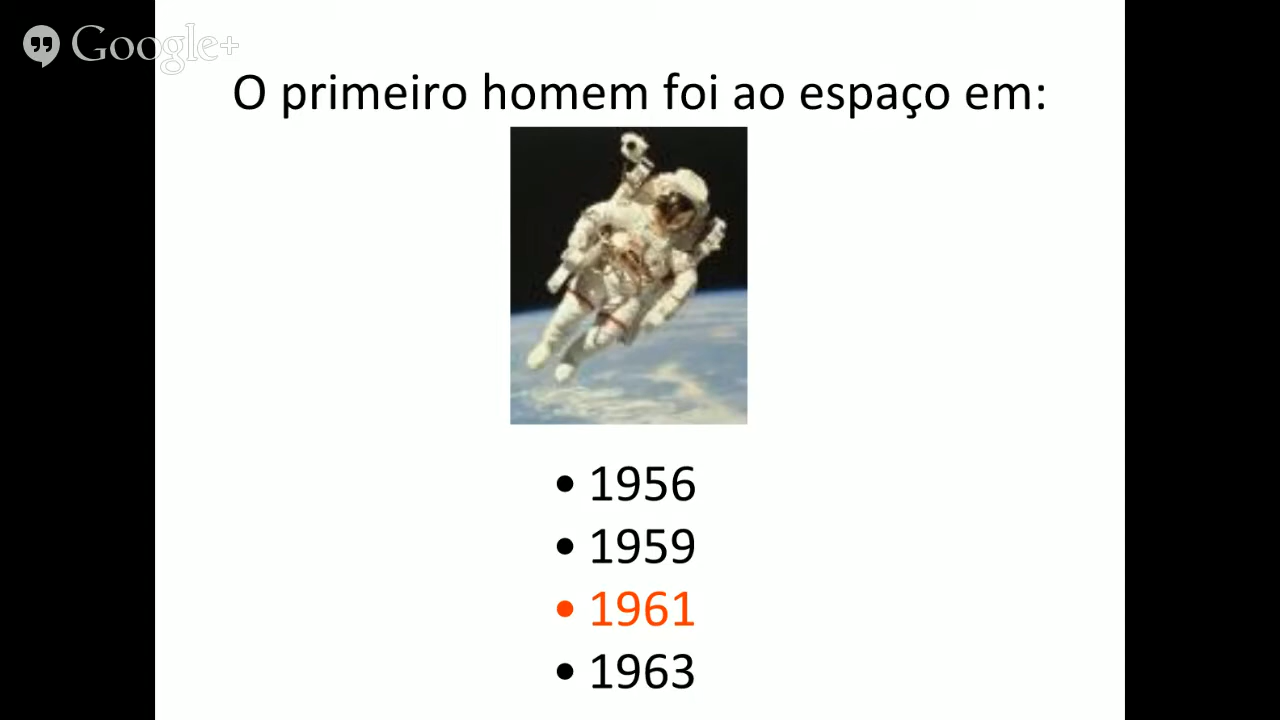 Google+
O primeiro homem foi ao espaço em:
• 1956
• 1959
• 1961
• 1963